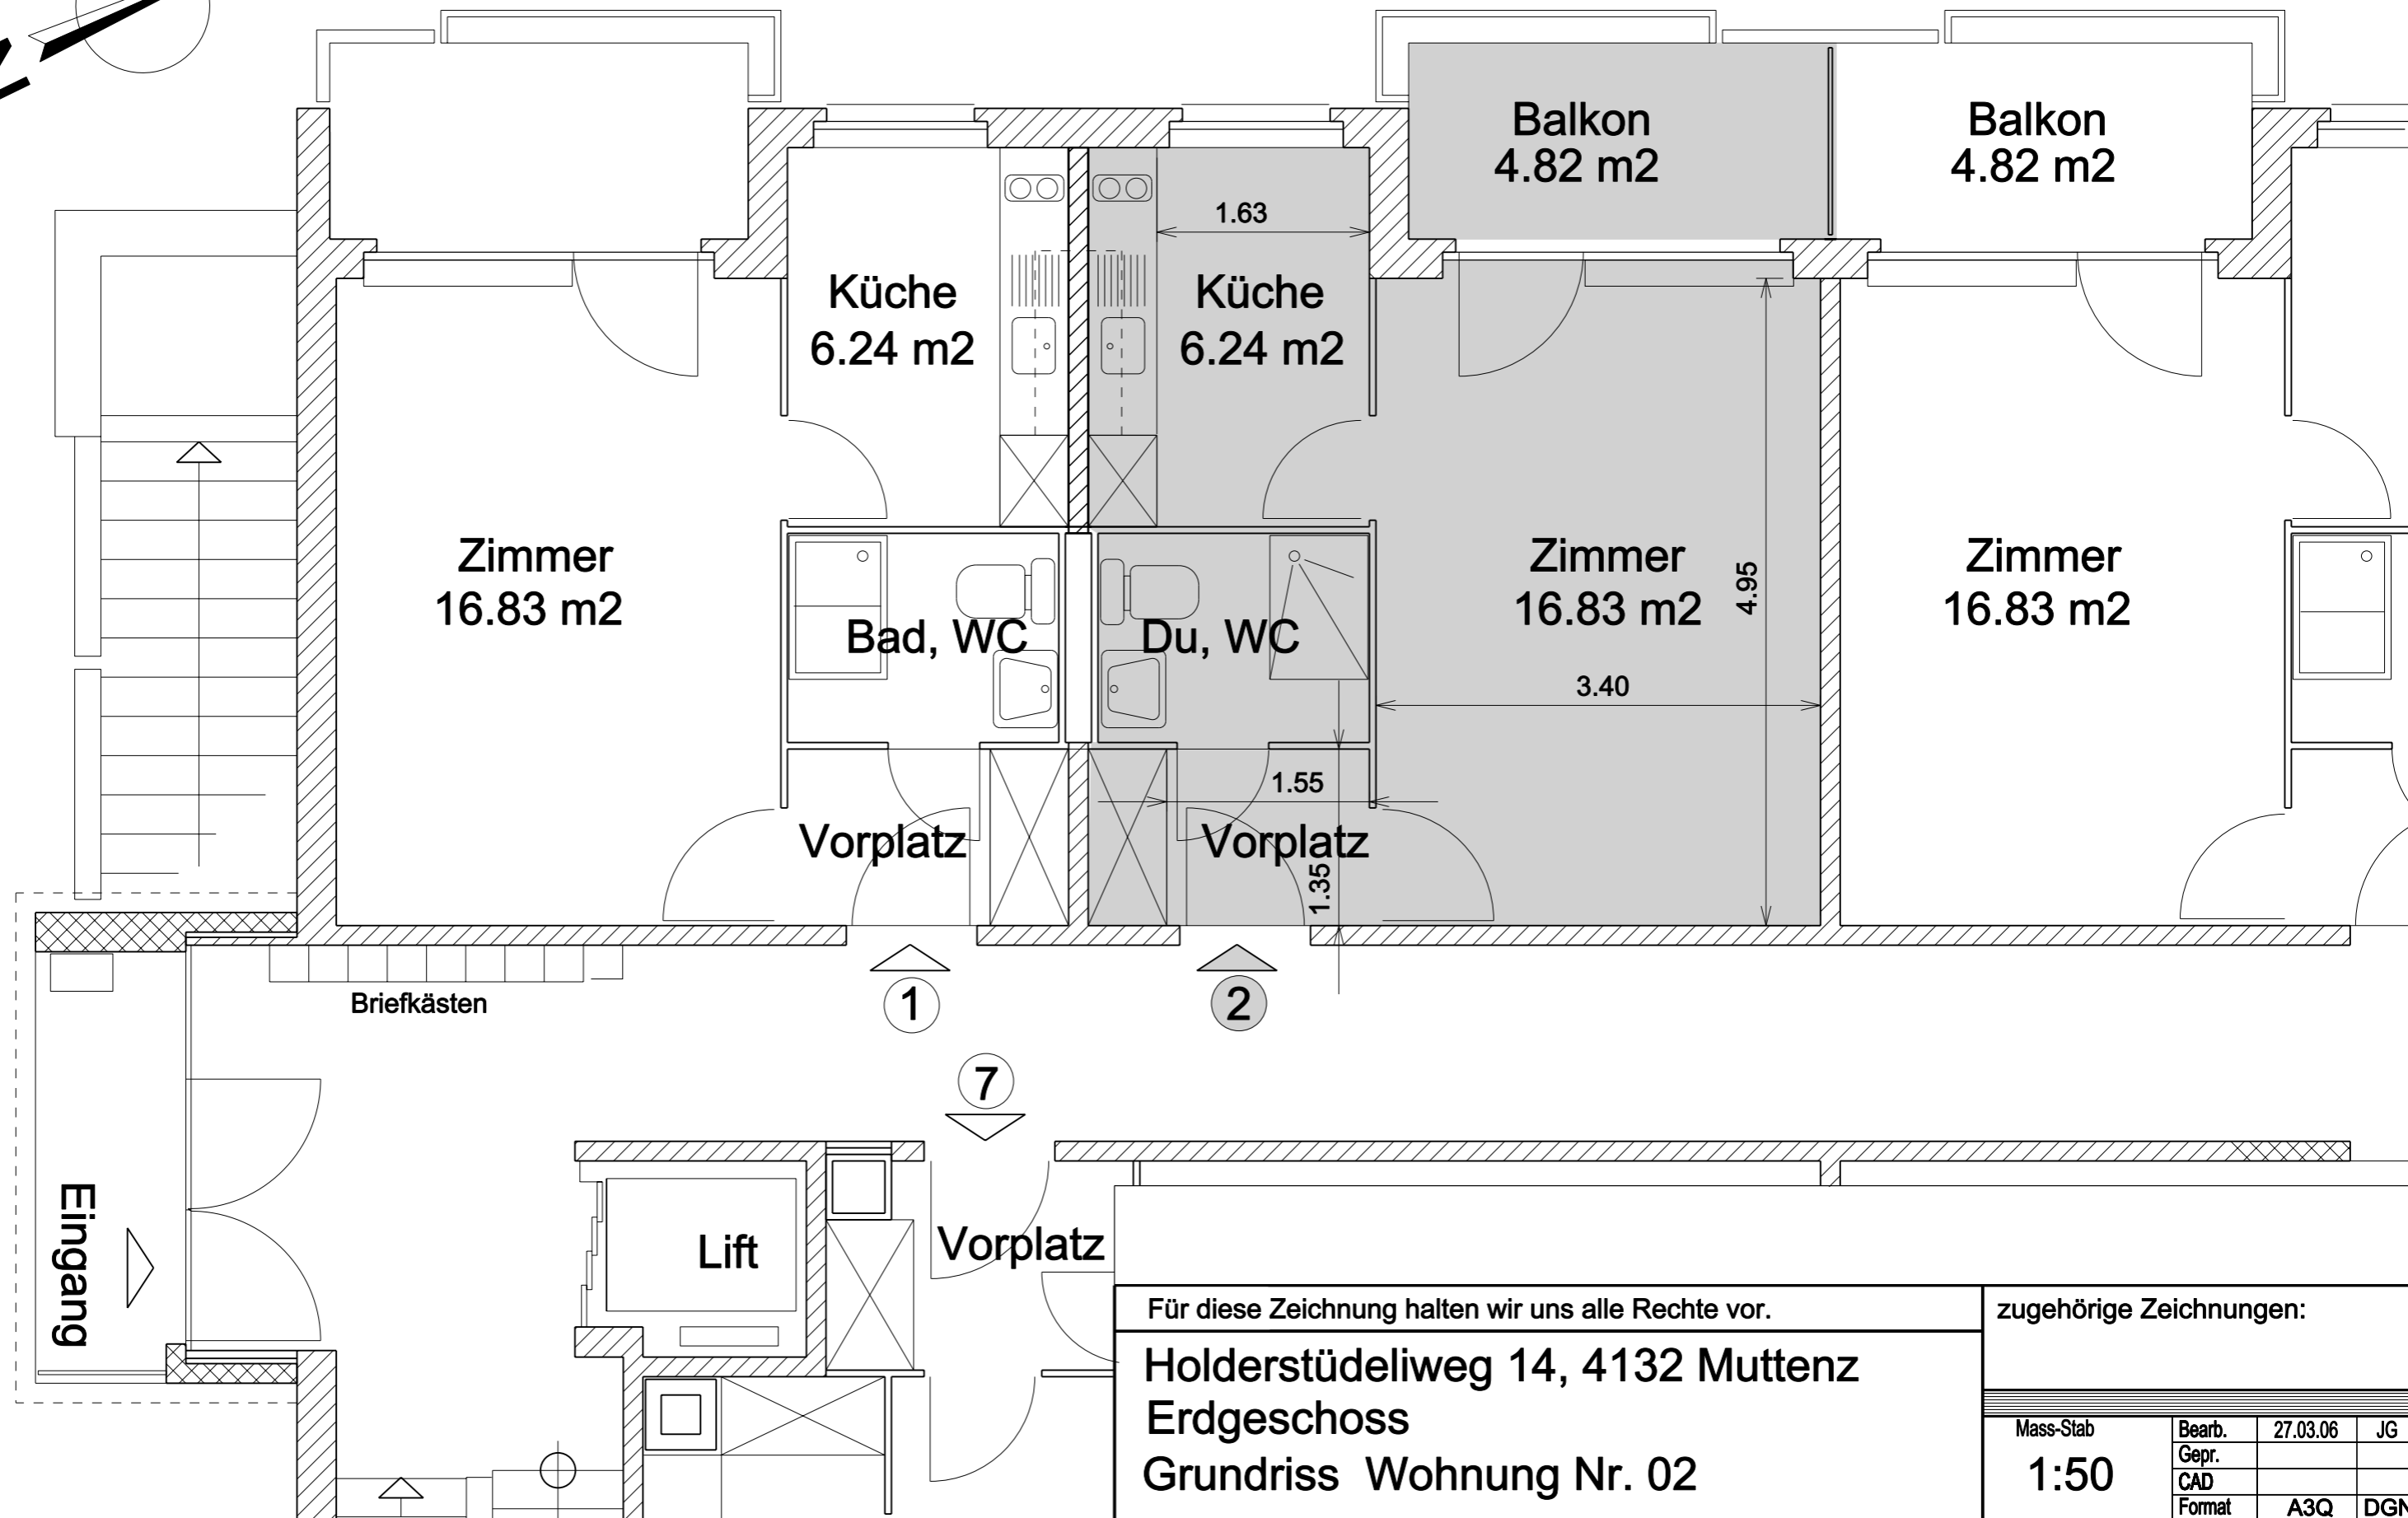 Balkon
4.82 m2
Balkon
4.82 m2
1.63
Küche
6.24 m2
Küche
6.24 m2
Zimmer
16.83 m2
Zimmer
16.83 m2
4.95
Zimmer
16.83 m2
Bad, WC
Du, WC
3.40
1.55
Vorplatz
Vorplatz
1.35
Briefkästen
1
2
7
Eingang
Lift
Vorplatz
Für diese Zeichnung halten wir uns alle Rechte vor.
zugehörige Zeichnungen:
Holderstüdeliweg 14, 4132 Muttenz
Erdgeschoss
Grundriss Wohnung Nr. 02
Mass-Stab
1:50
Bearb. 27.03.06 JG
Gepr.
CAD
Format A3Q DGN